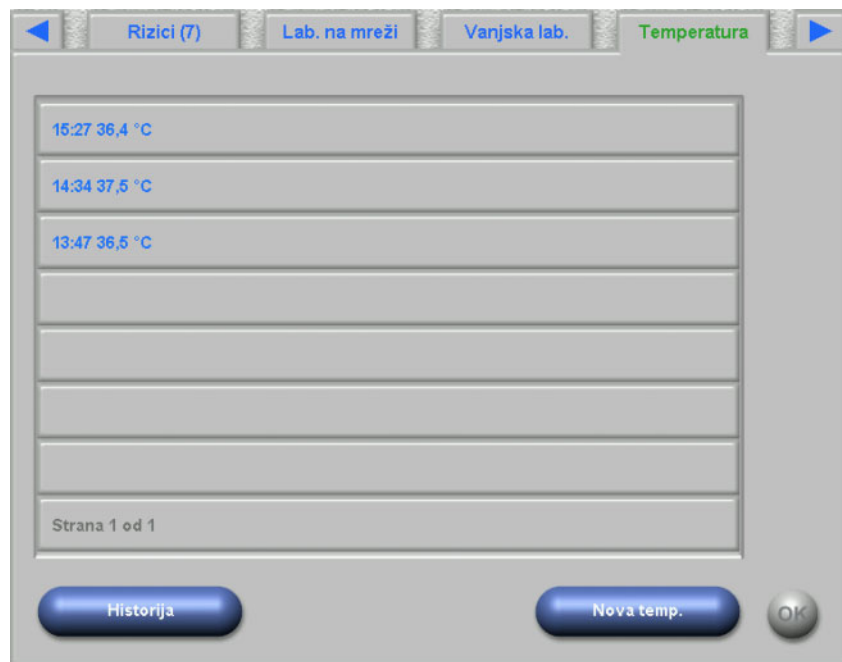 Rizici (7) Lab. na mreži Vanjska lab. Temperatura
15:27 36,4 °C
14:34 37,5 °C
13:47 36,5 °C
Strana 1 od 1
Historija Nova temp. OK